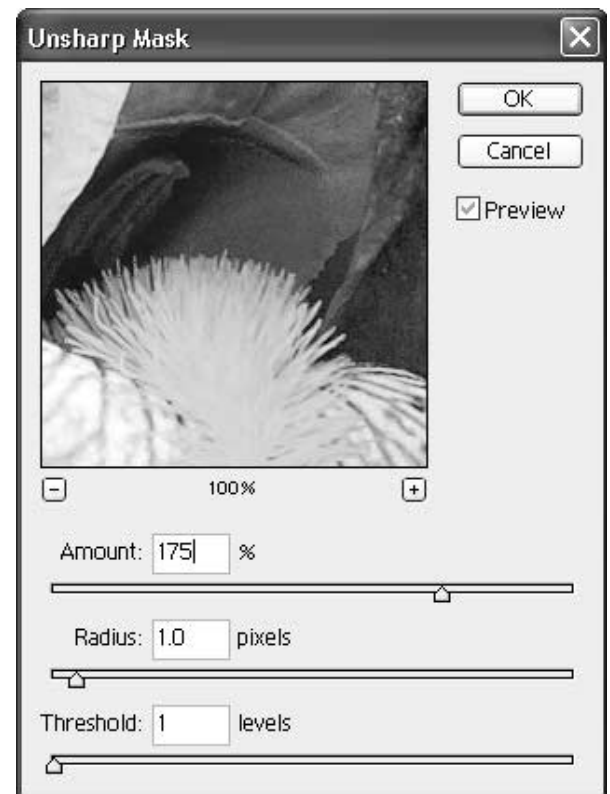 Unsharp Mask
OK
Cancel
Preview
100%
Amount: 175 %
Radius: 1.0 pixels
Threshold: 1 levels